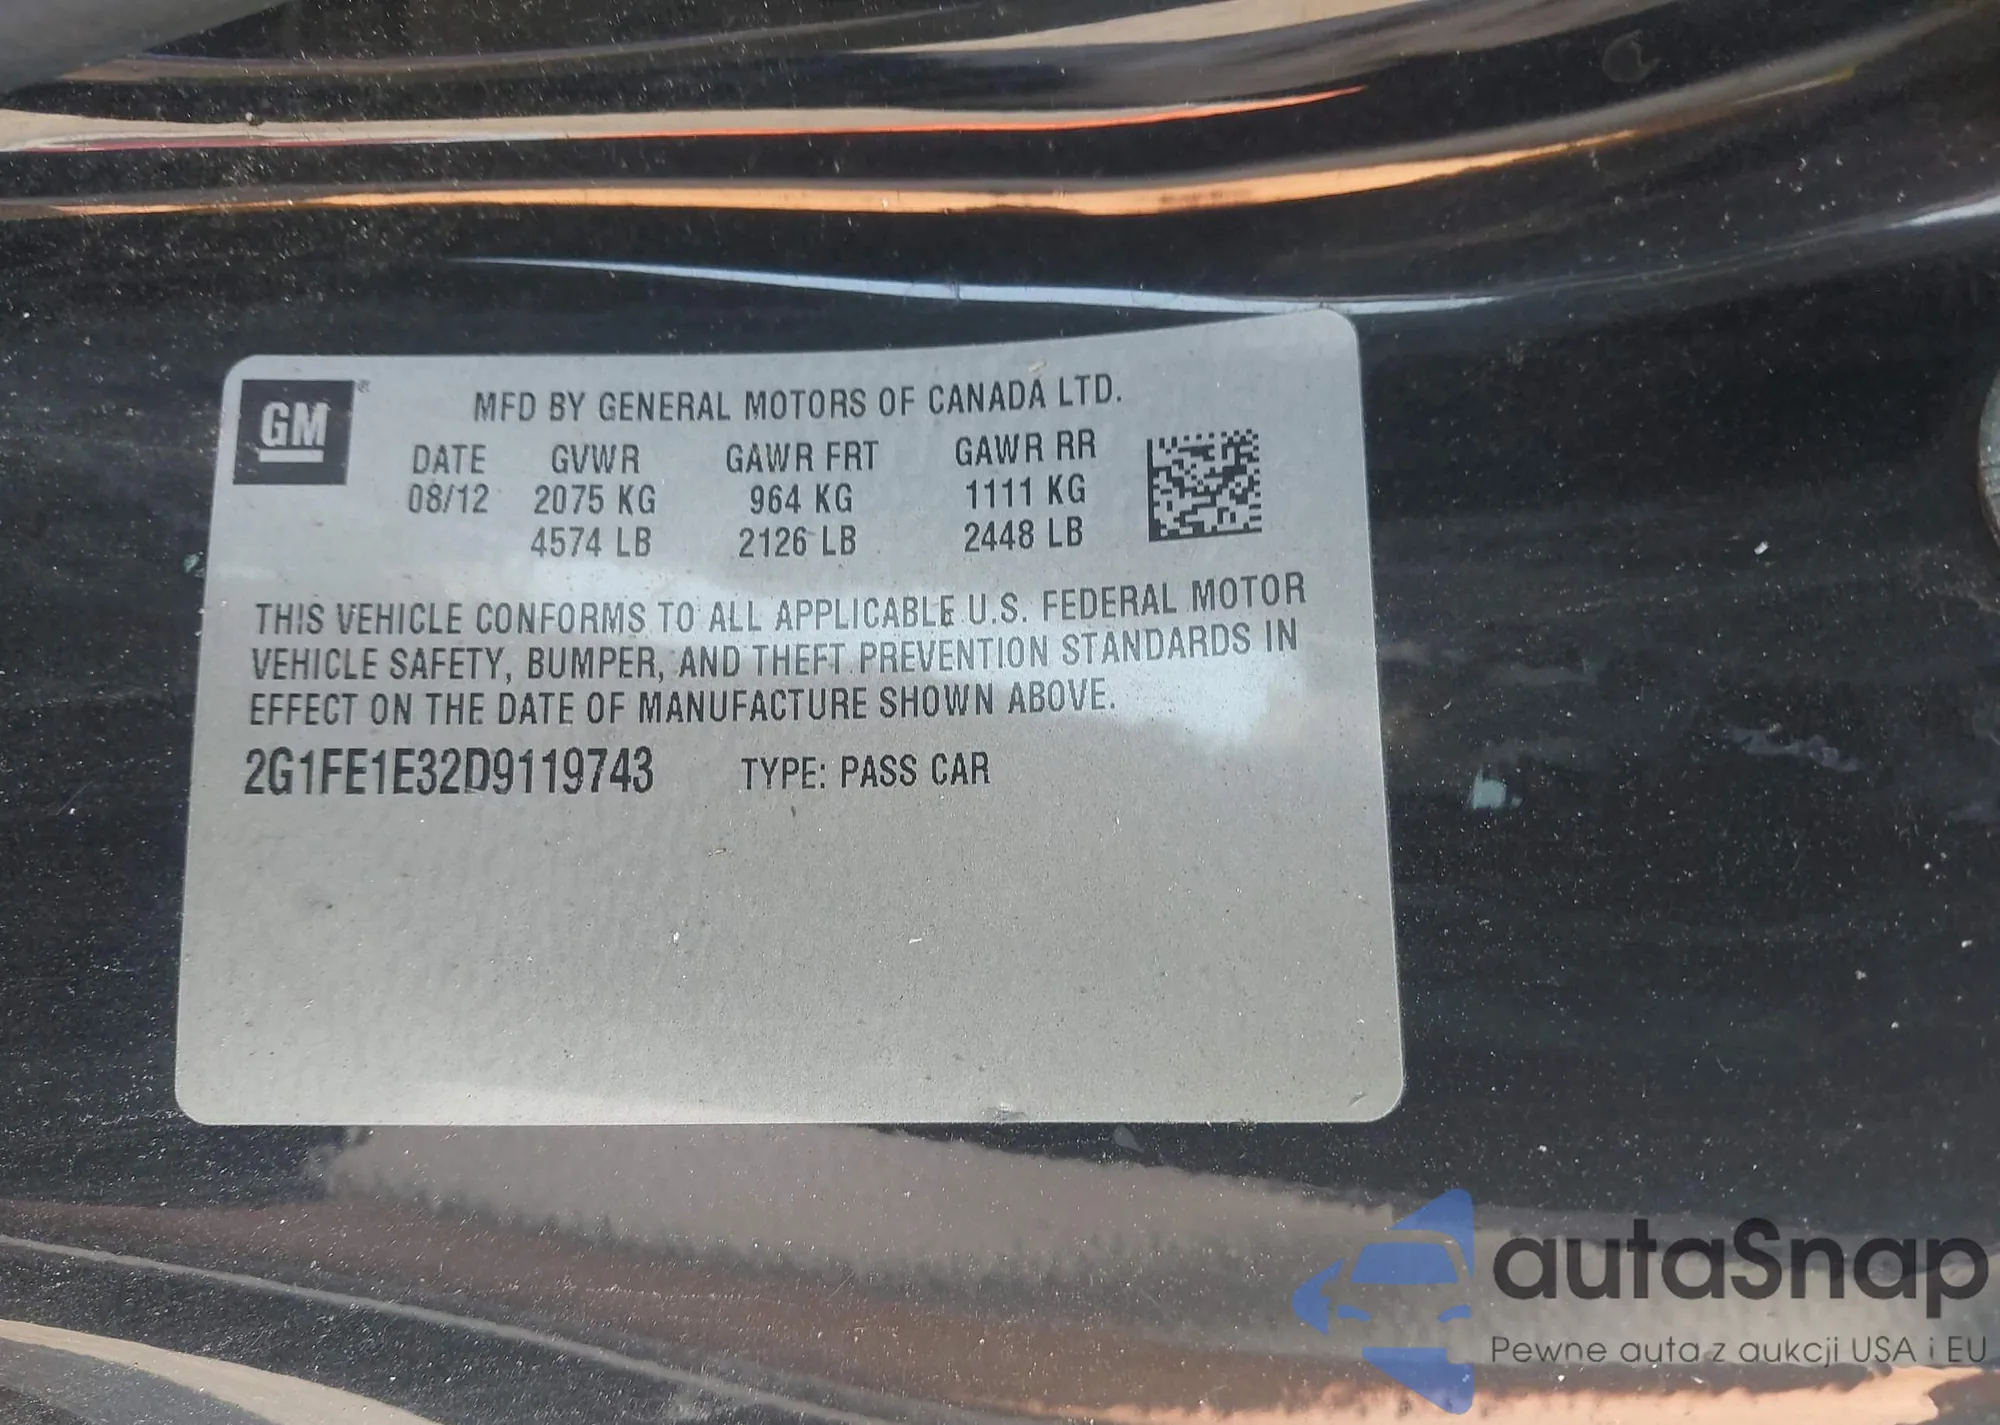 GM®
MFD BY GENERAL MOTORS OF CANADA LTD.
DATE GVWR GAWR FRT GAWR RR
08/12 2075 KG 964 KG 1111 KG
4574 LB 2126 LB 2448 LB
THIS VEHICLE CONFORMS TO ALL APPLICABLE U.S. FEDERAL MOTOR
VEHICLE SAFETY, BUMPER, AND THEFT PREVENTION STANDARDS IN
EFFECT ON THE DATE OF MANUFACTURE SHOWN ABOVE.
2G1FE1E32D9119743 TYPE: PASS CAR
autaSnap
Pewne auta z aukcji USA i EU